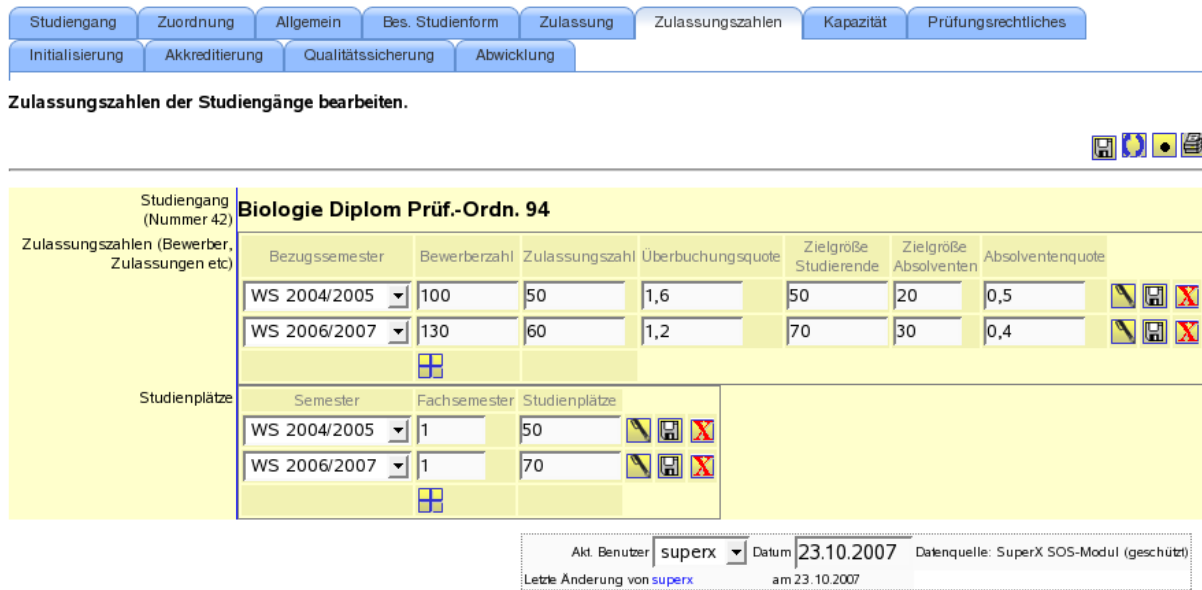 Studiengang Zuordnung Allgemein Bes. Studienform Zulassung Zulassungszahlen Kapazität Prüfungsrechtliches
Initialisierung Akkreditierung Qualitätssicherung Abwicklung
Zulassungszahlen der Studiengänge bearbeiten.
Studiengang
(Nummer 42)
Biologie Diplom Prüf.-Ordn. 94
Zulassungszahlen (Bewerber,
Zulassungen etc)
Bezugssemester Bewerberzahl Zulassungszahl Überbuchungsquote Zielgröße Studierende Zielgröße Absolventen Absolventenquote
WS 2004/2005 100 50 1,6 50 20 0,5 X
WS 2006/2007 130 60 1,2 70 30 0,4 X
Studienplätze
Semester Fachsemester Studienplätze
WS 2004/2005 1 50 X
WS 2006/2007 1 70 X
Akt. Benutzer superx Datum 23.10.2007 Datenquelle: SuperX SOS-Modul (geschützt)
Letzte Änderung von superx am 23.10.2007